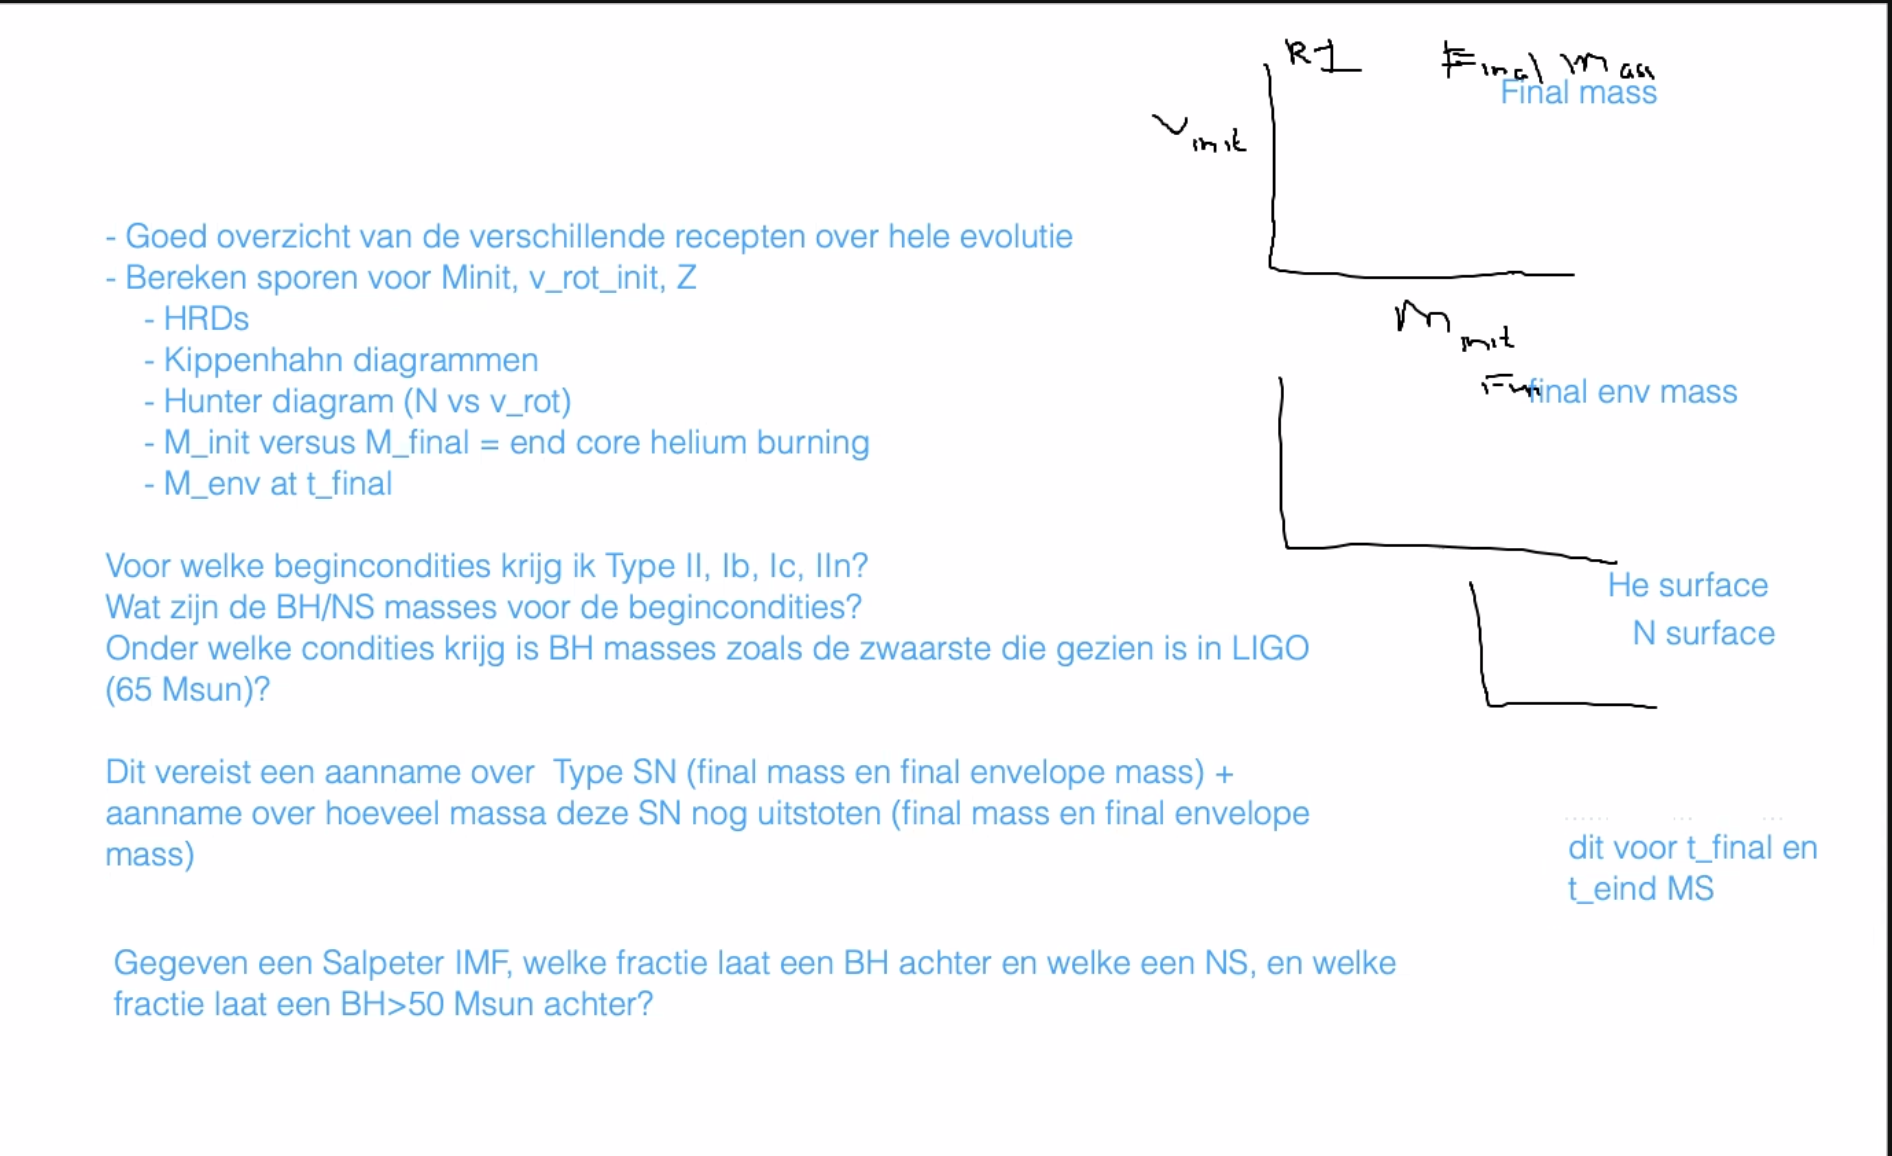 R1 Final mass
Final mass
vinit
- Goed overzicht van de verschillende recepten over hele evolutie
- Bereken sporen voor Minit, v_rot_init, Z
- HRDs
- Kippenhahn diagrammen
- Hunter diagram (N vs v_rot)
- M_init versus M_final = end core helium burning
- M_env at t_final
Minit
final env mass
Voor welke begincondities krijg ik Type II, Ib, Ic, IIn?
Wat zijn de BH/NS masses voor de begincondities?
Onder welke condities krijg is BH masses zoals de zwaarste die gezien is in LIGO
(65 Msun)?
He surface
N surface
Dit vereist een aanname over  Type SN (final mass en final envelope mass) +
aanname over hoeveel massa deze SN nog uitstoten (final mass en final envelope
mass)
dit voor t_final en
t_eind MS
Gegeven een Salpeter IMF, welke fractie laat een BH achter en welke een NS, en welke
fractie laat een BH>50 Msun achter?